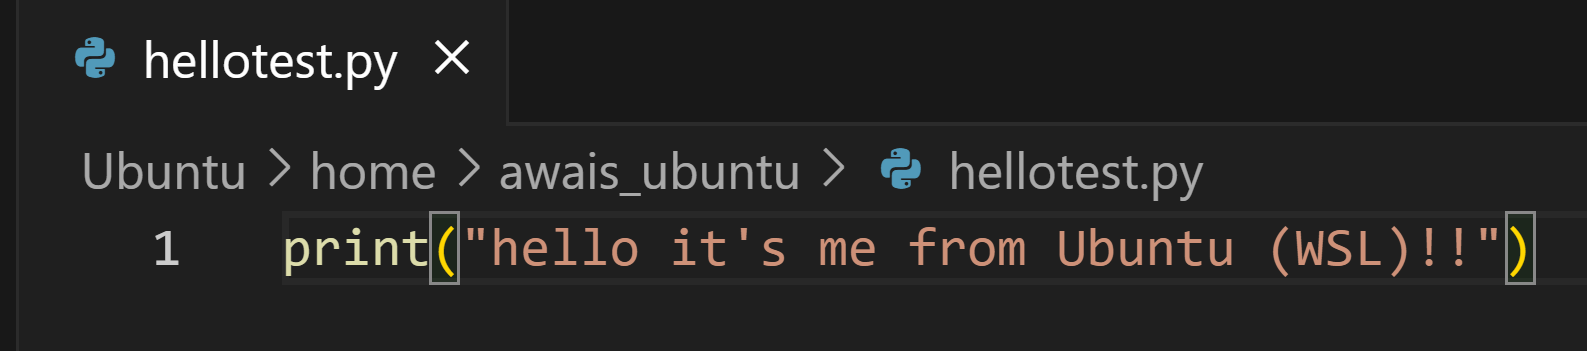 hellotest.py
Ubuntu > home > awais_ubuntu > hellotest.py
1 print("hello it's me from Ubuntu (WSL)!!")